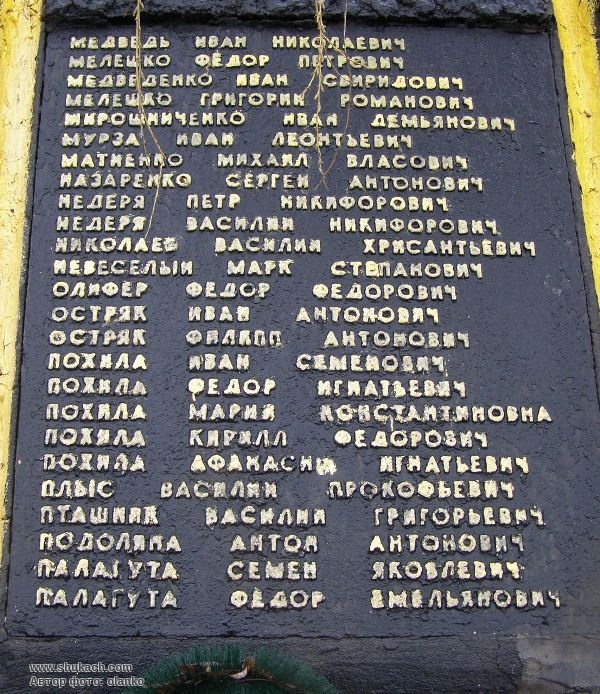 МЕДВЕДЬ ИВАН НИКОЛАЕВИЧ
МЕЛЕШКО ФЁДОР ПЕТРОВИЧ
МЕДВЕДЕНКО ИВАН СВИРИДОВИЧ
МЕЛЕШКО ГРИГОРИЙ РОМАНОВИЧ
МИРОШНИЧЕНКО ИВАН ДЕМЬЯНОВИЧ
МУРЗА ИВАН ЛЕОНТЬЕВИЧ
МАТИЕНКО МИХАИЛ ВЛАСОВИЧ
НАЗАРЕНКО СЕРГЕЙ АНТОНОВИЧ
НЕДЕРЯ ПЕТР НИКИФОРОВИЧ
НЕДЕРЯ ВАСИЛИЙ НИКИФОРОВИЧ
НИКОЛАЕВ ВАСИЛИЙ ХРИСАНТЬЕВИЧ
НЕВЕСЕЛЫЙ МАРК СТЕПАНОВИЧ
ОЛИФЕР ФЕДОР ФЕДОРОВИЧ
ОСТРЯК ИВАН АНТОНОВИЧ
ОСТРЯК ФИЛИПП АНТОНОВИЧ
ПОХИЛА ИВАН СЕМЕНОВИЧ
ПОХИЛА ФЕДОР ИГНАТЬЕВИЧ
ПОХИЛА МАРИЯ КОНСТАНТИНОВНА
ПОХИЛА КИРИЛЛ ФЕДОРОВИЧ
ПОХИЛА АФАНАСИЙ ИГНАТЬЕВИЧ
ПЛЫС ВАСИЛИЙ ПРОКОФЬЕВИЧ
ПТАШНИК ВАСИЛИЙ ГРИГОРЬЕВИЧ
ПОДОЛЯКА АНТОН АНТОНОВИЧ
ПАЛАГУТА СЕМЕН ЯКОВЛЕВИЧ
ПАЛАГУТА ФЕДОР ЕМЕЛЬЯНОВИЧ
www.shukach.com
Автор фото: olanko